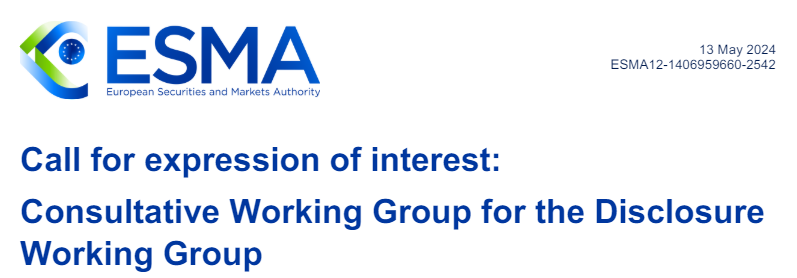 ESMA
European Securities and Markets Authority
13 May 2024
ESMA12-1406959660-2542
Call for expression of interest:
Consultative Working Group for the Disclosure
Working Group